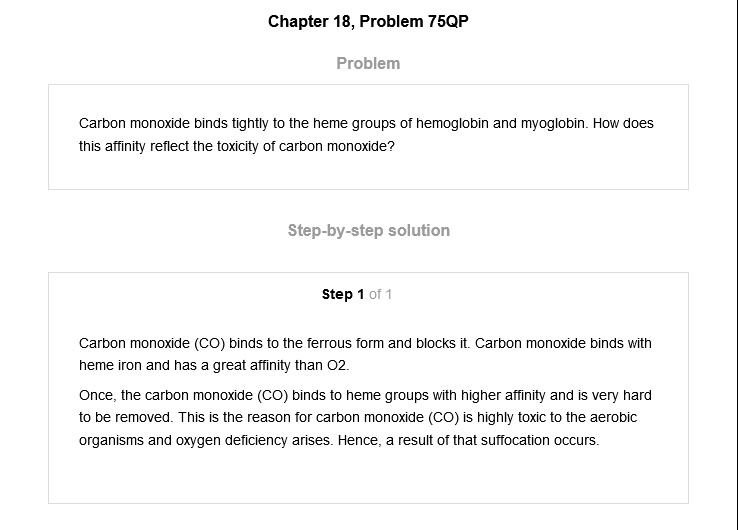 Chapter 18, Problem 75QP
Problem
Carbon monoxide binds tightly to the heme groups of hemoglobin and myoglobin. How does
this affinity reflect the toxicity of carbon monoxide?
Step-by-step solution
Step 1 of 1
Carbon monoxide (CO) binds to the ferrous form and blocks it. Carbon monoxide binds with
heme iron and has a great affinity than O2.
Once, the carbon monoxide (CO) binds to heme groups with higher affinity and is very hard
to be removed. This is the reason for carbon monoxide (CO) is highly toxic to the aerobic
organisms and oxygen deficiency arises. Hence, a result of that suffocation occurs.